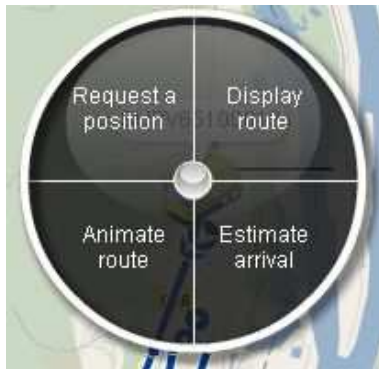 Request a
position
Display
route
Animate
route
Estimate
arrival